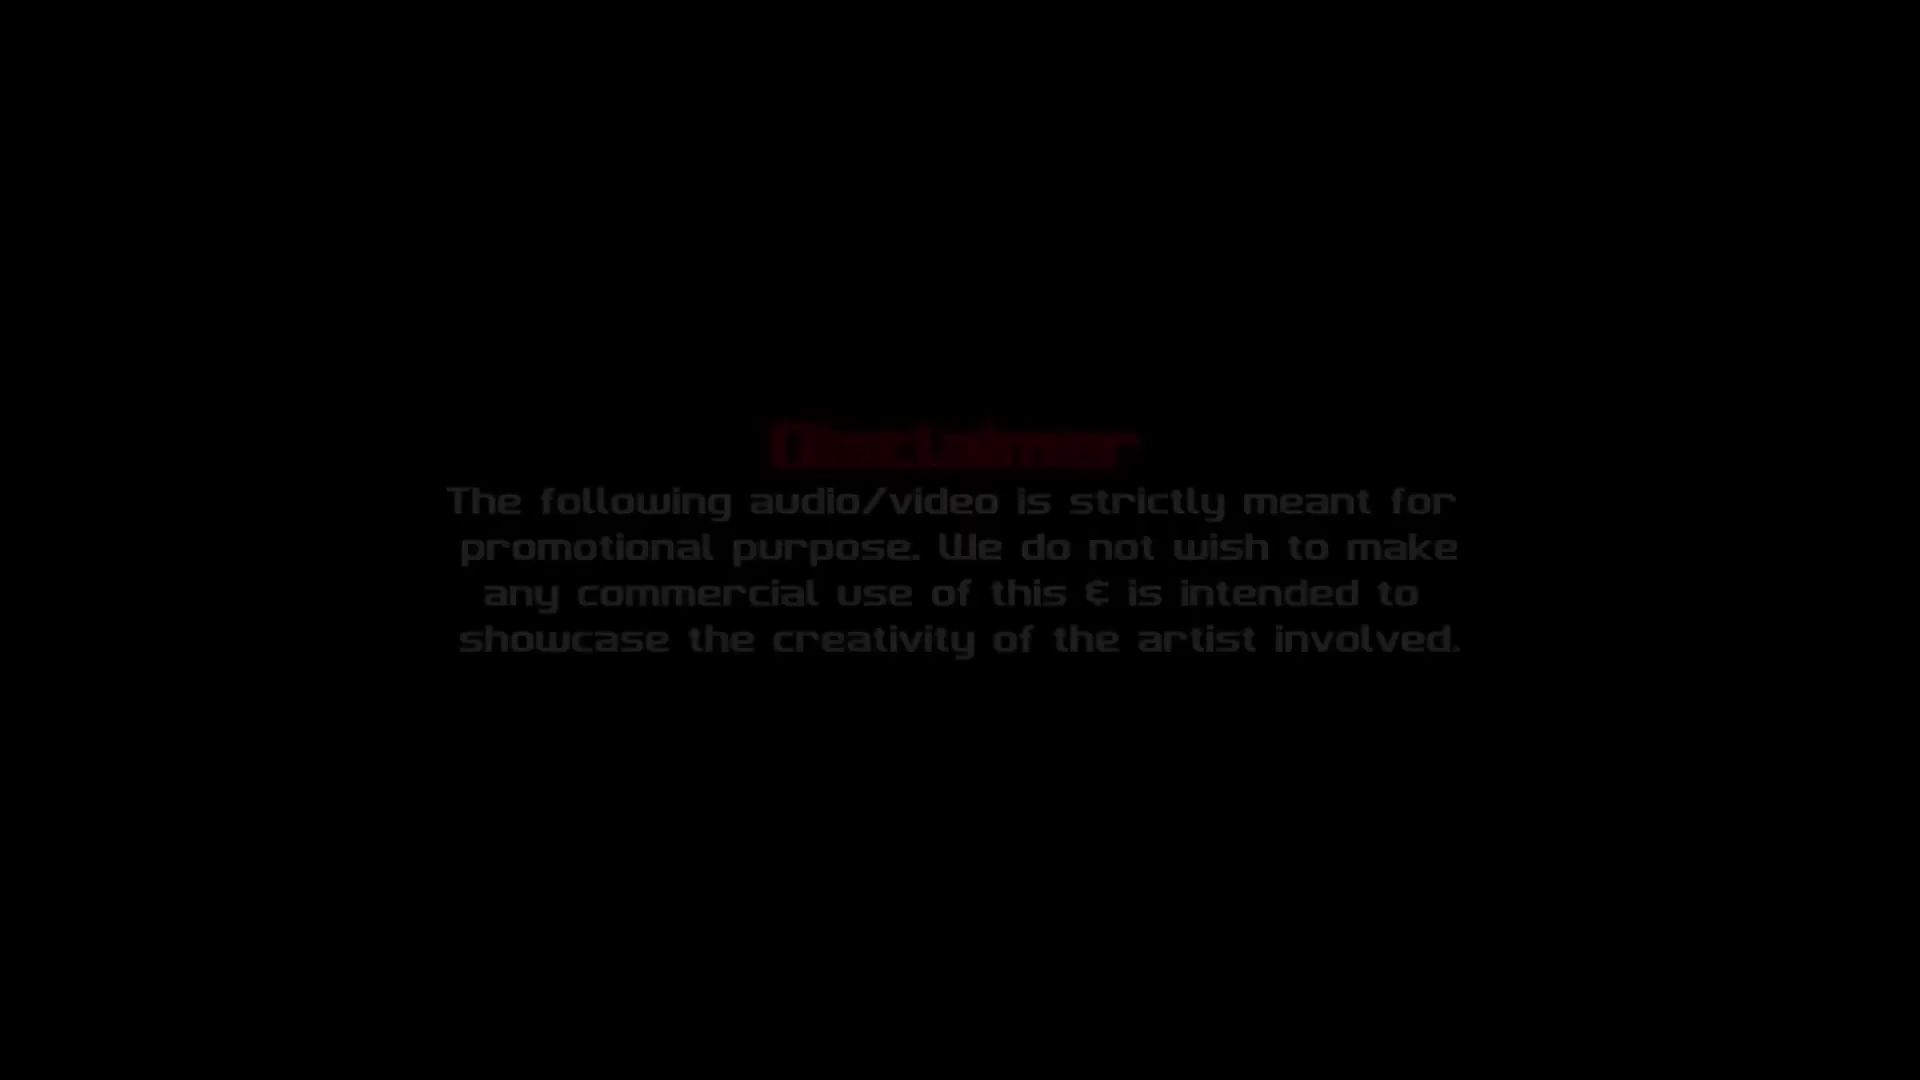 Disclaimer
The following audio/video is strictly meant for
promotional purpose. We do not wish to make
any commercial use of this & is intended to
showcase the creativity of the artist involved.